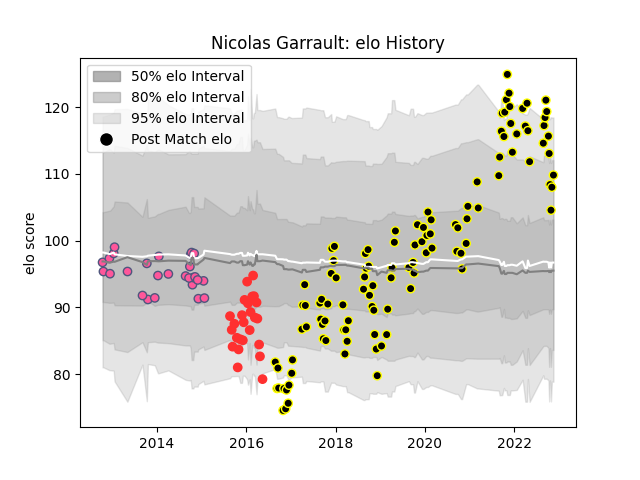 Nicolas Garrault: elo History
50% elo Interval
80% elo Interval
95% elo Interval
Post Match elo
elo score
120
110
100
90
80
2014
2016
2018
2020
2022